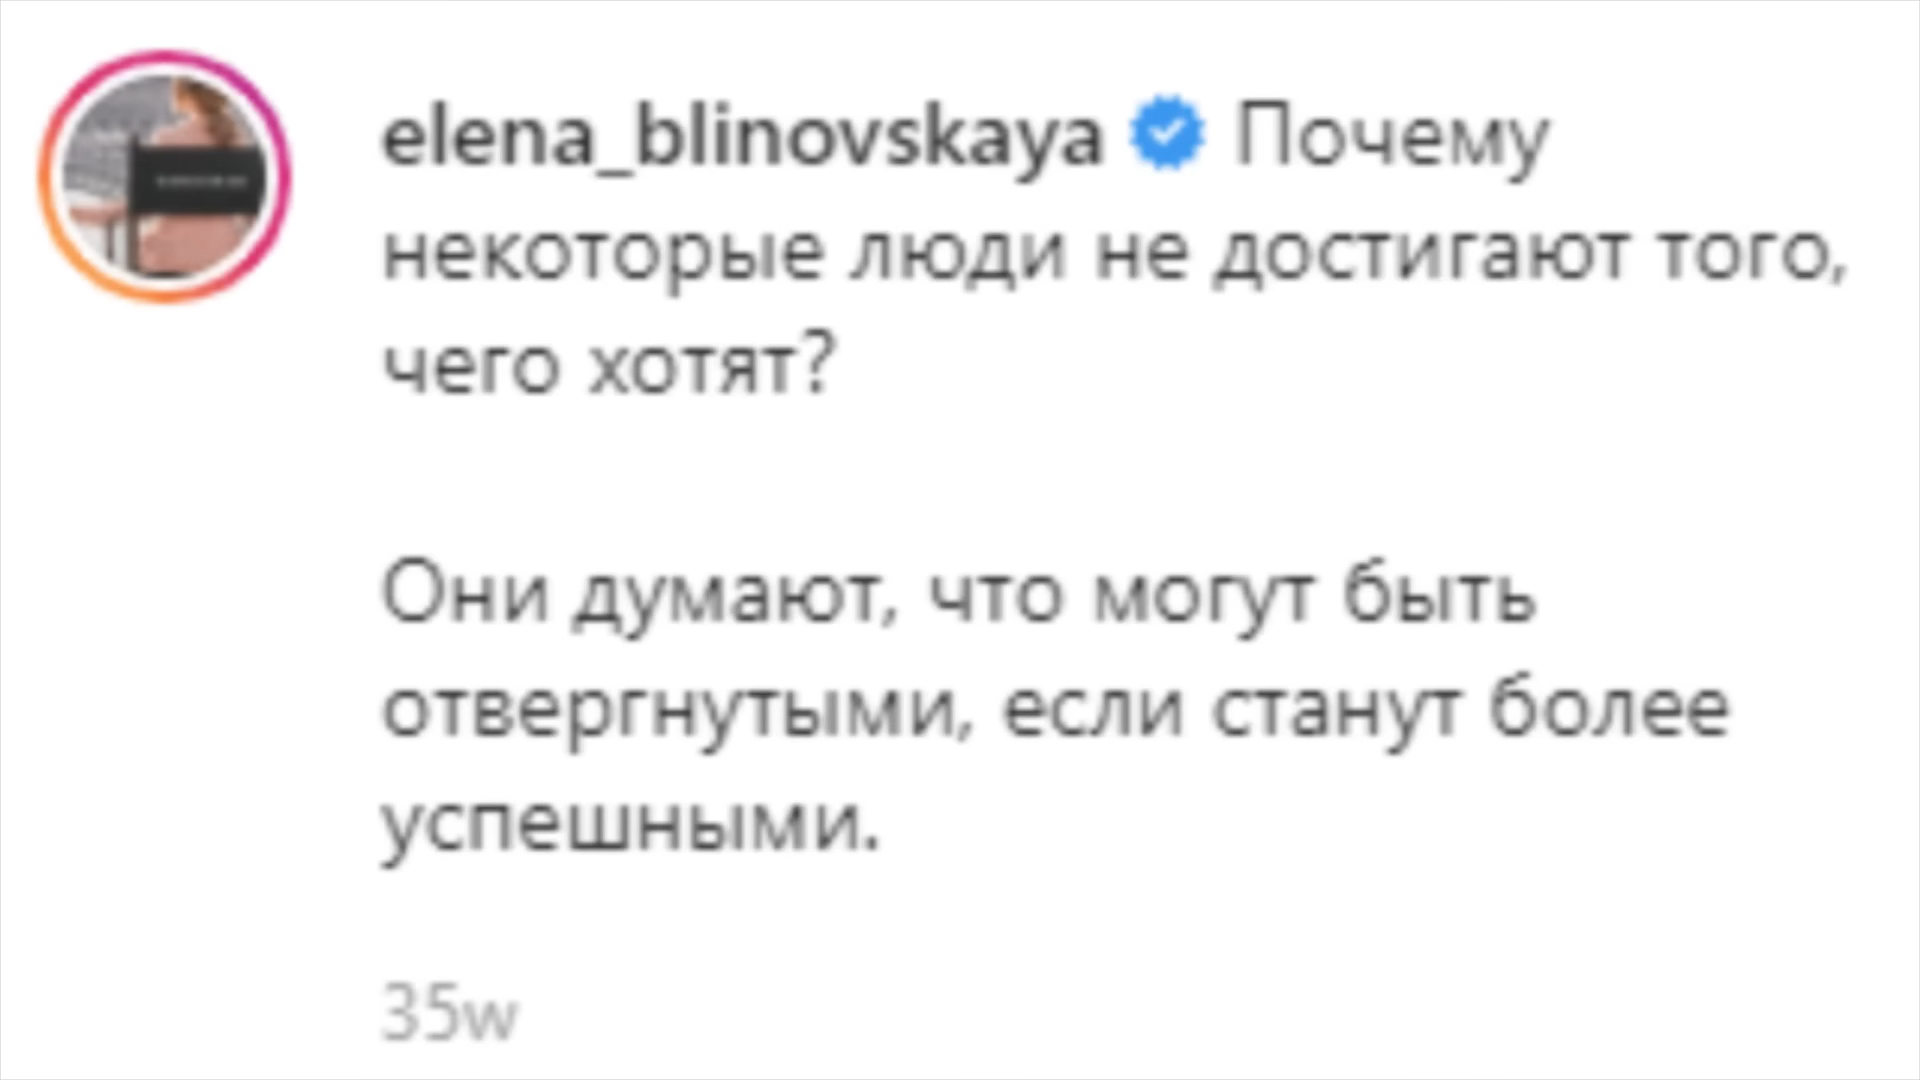 elena_blinovskaya Почему
некоторые люди не достигают того,
чего хотят?
Они думают, что могут быть
отвергнутыми, если станут более
успешными.
35w